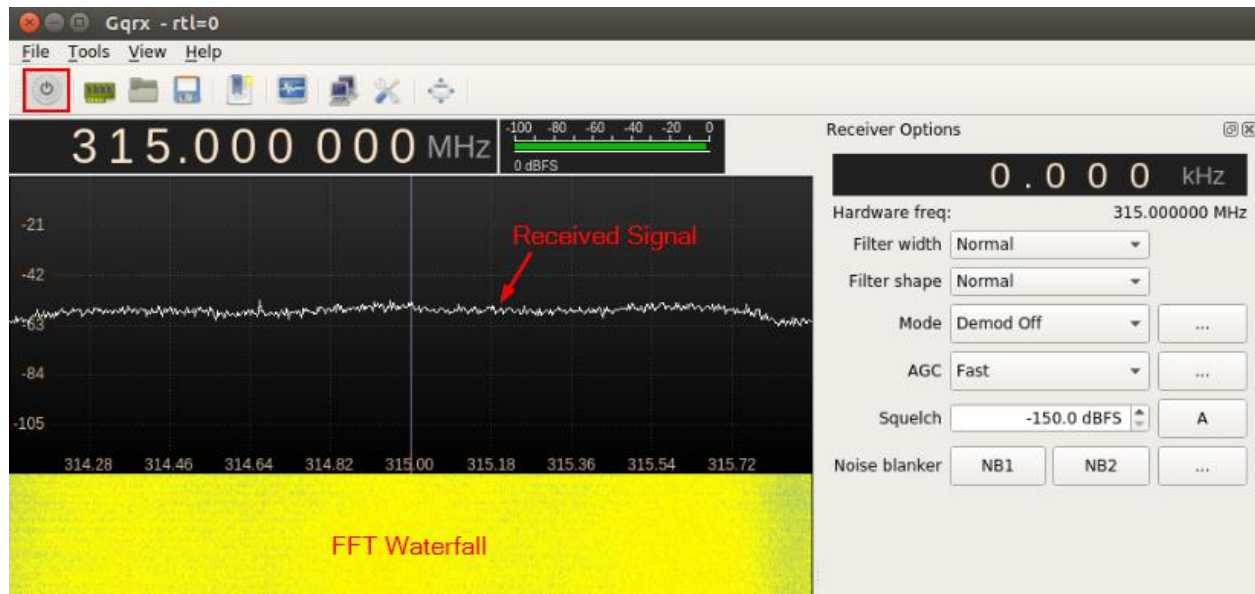 Gqrx - rtl=0
File Tools View Help
315.000 000 MHz
-100 -80 -60 -40 -20 0
0 dBFS
-21
-42
-63
-84
-105
Received Signal
314.28 314.46 314.64 314.82 315.00 315.18 315.36 315.54 315.72
FFT Waterfall
Receiver Options
0.000 kHz
Hardware freq: 315.000000 MHz
Filter width Normal
Filter shape Normal
Mode Demod Off ...
AGC Fast ...
Squelch -150.0 dBFS A
Noise blanker NB1 NB2 ...